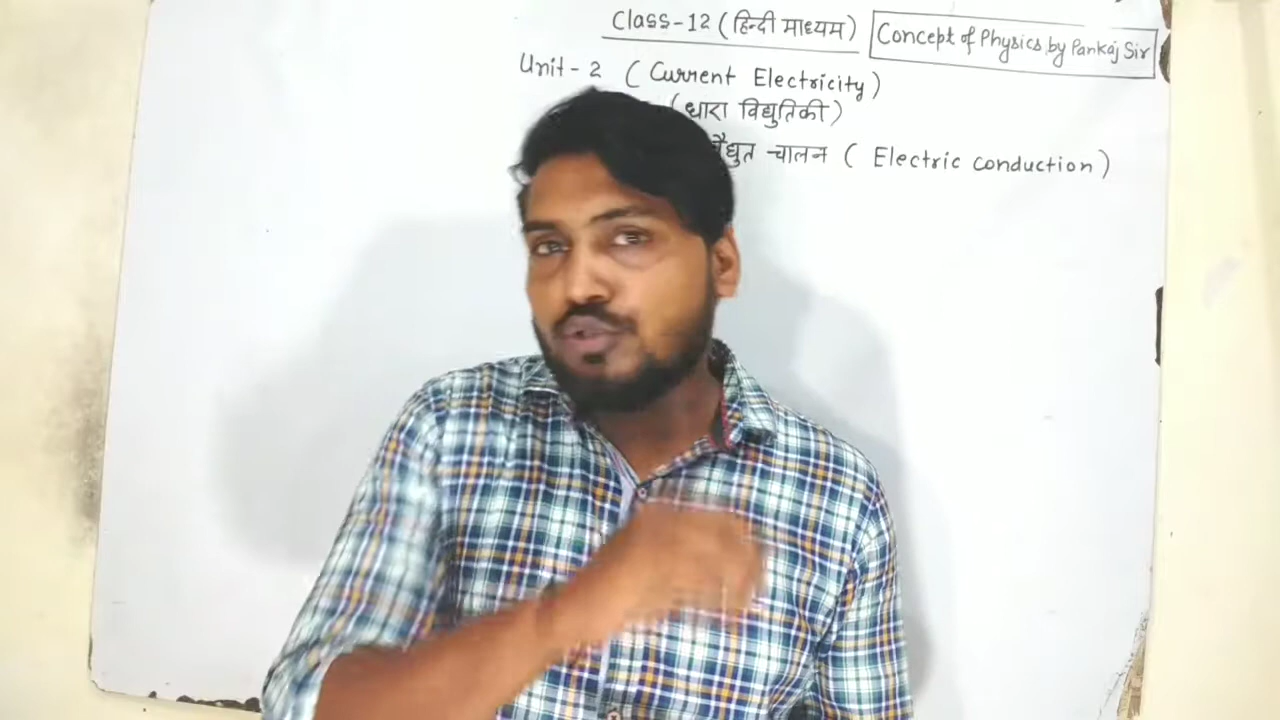 Class-12 (हिन्दी माध्यम)
Concept of Physics by Pankaj Sir
Unit-2 (Current Electricity)
(धारा विद्युतिकी)
चालन (Electric conduction)